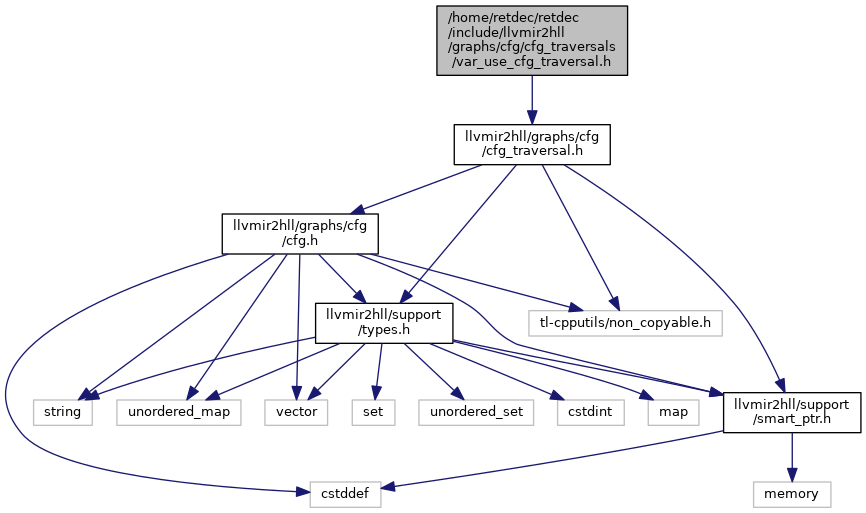 /home/retdec/retdec
/include/llvmir2hll
/graphs/cfg/cfg_traversals
/var_use_cfg_traversal.h
llvmir2hll/graphs/cfg
/cfg_traversal.h
llvmir2hll/graphs/cfg
/cfg.h
llvmir2hll/support
/types.h
tl-cpputils/non_copyable.h
string
unordered_map
vector
set
unordered_set
cstdint
map
llvmir2hll/support
/smart_ptr.h
cstddef
memory